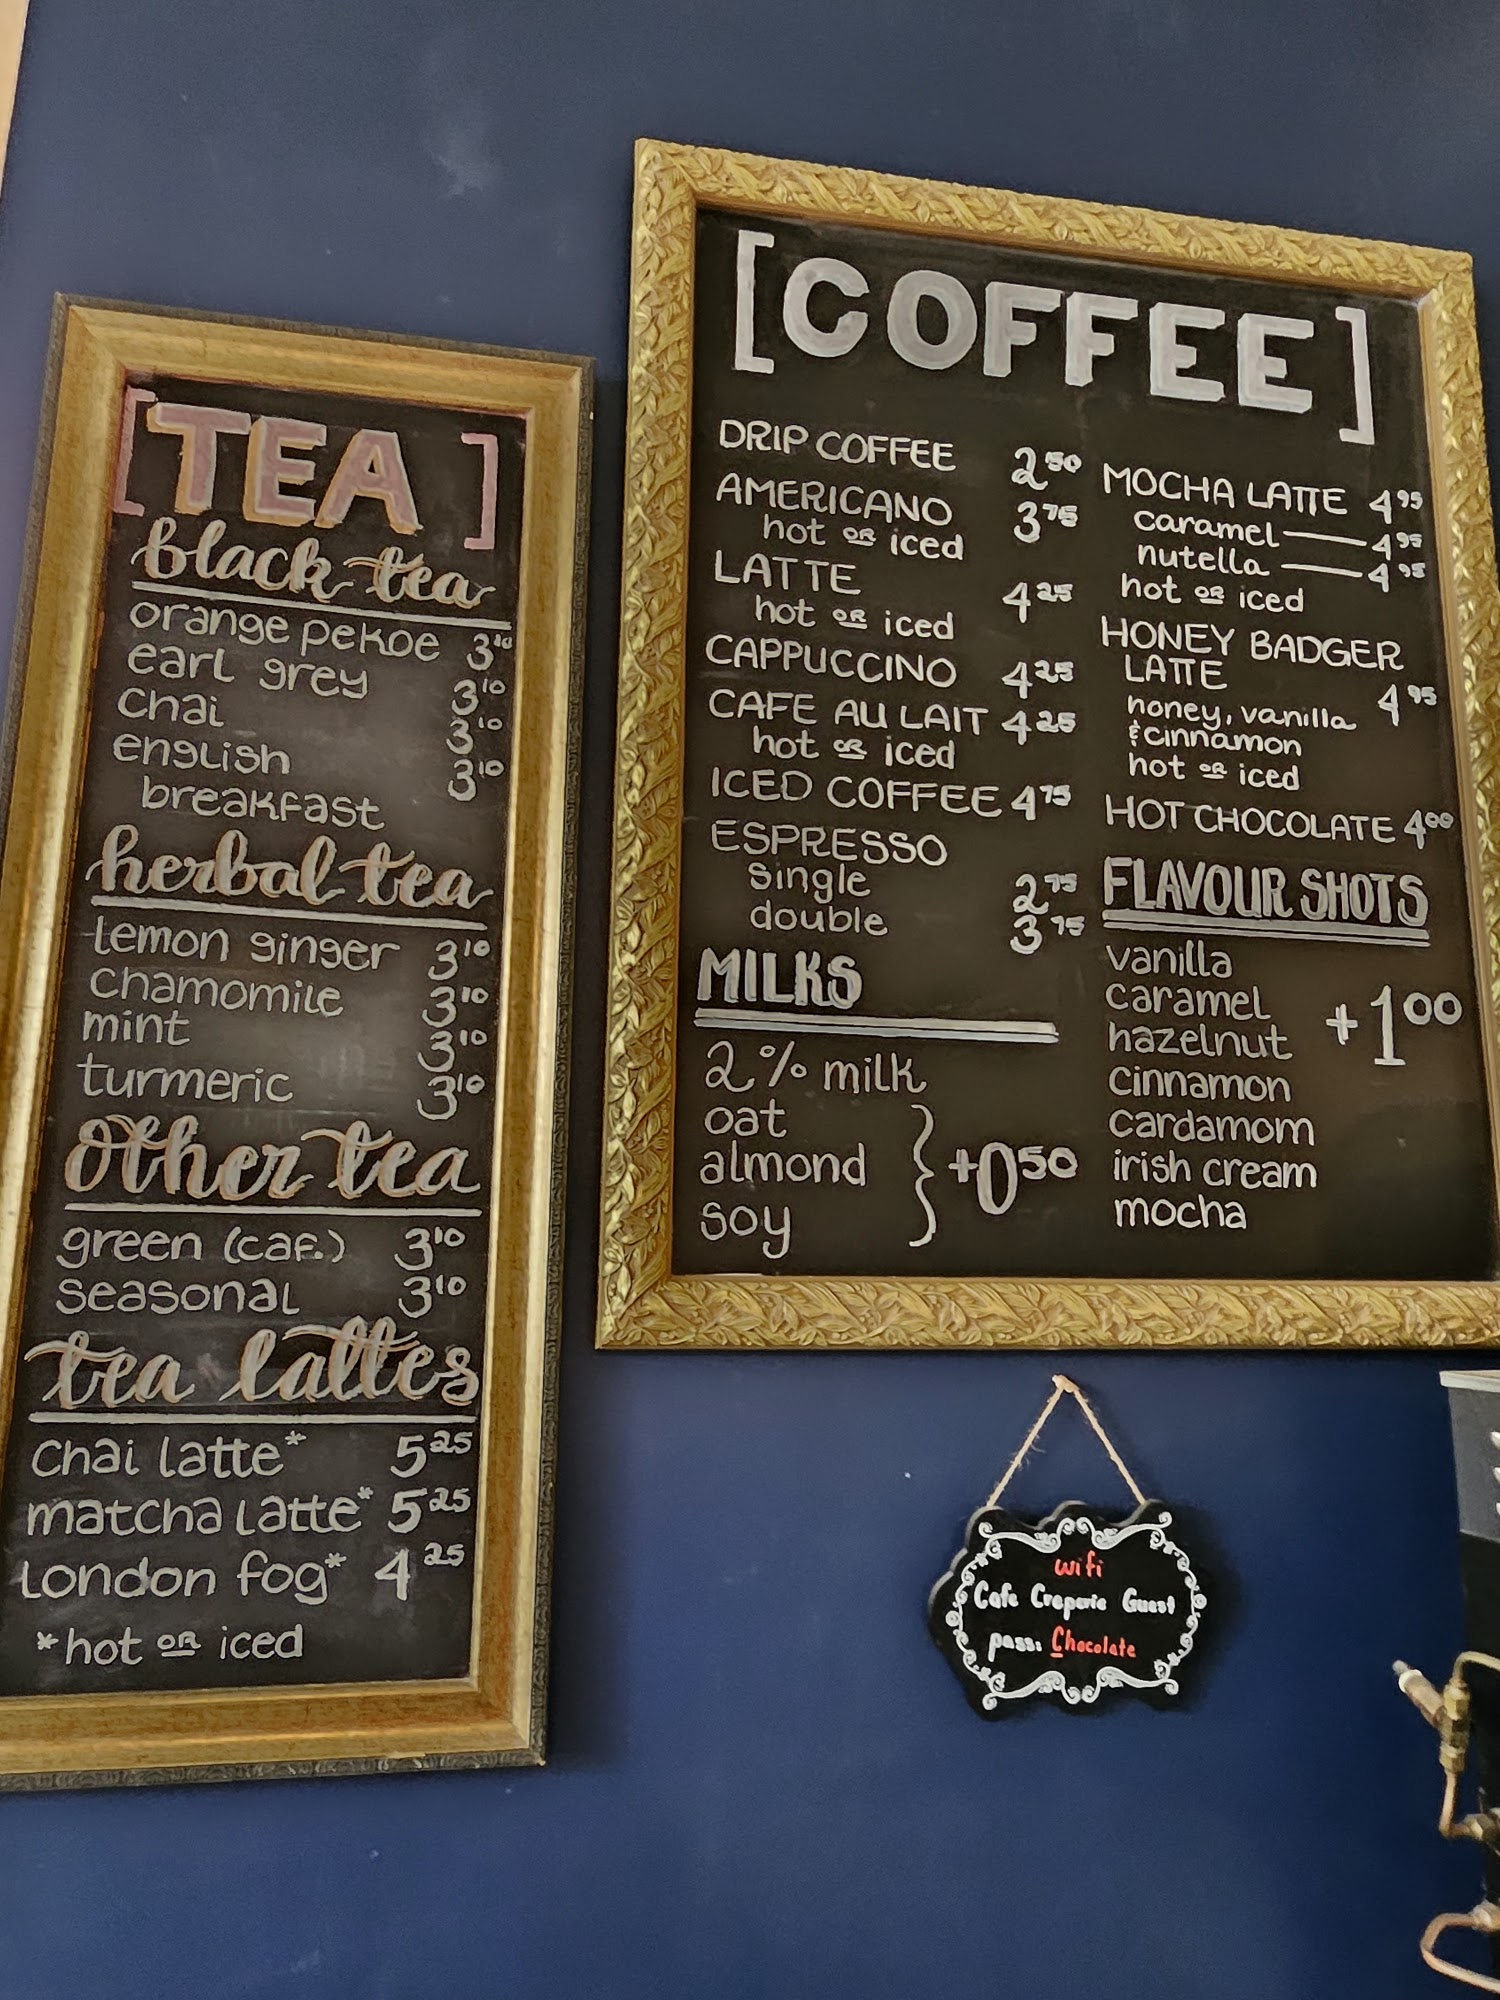 [TEA]
black tea
orange pekoe 3 10
earl grey 3 10
chai 3 10
english 3 10
breakfast
herbal tea
lemon ginger 3 10
chamomile 3 10
mint 3 10
turmeric 3 10
other tea
green (caf.) 3 10
seasonal 3 10
tea lattes
chai latte* 5 25
matcha latte* 5 25
london fog* 4 25
*hot or iced
[COFFEE]
DRIP COFFEE 2 50
AMERICANO 3 75
hot or iced
LATTE
hot or iced 4 25
CAPPUCCINO 4 25
CAFE AU LAIT 4 25
hot or iced
ICED COFFEE 4 75
ESPRESSO
single 2 75
double 3 75
MILKS
2% milk
oat
almond +0 50
soy
MOCHA LATTE 4 95
caramel — 4 95
nutella — 4 95
hot or iced
HONEY BADGER
LATTE 4 95
honey, vanilla
& cinnamon
hot or iced
HOT CHOCOLATE 4 00
FLAVOUR SHOTS
vanilla
caramel +1 00
hazelnut
cinnamon
cardamom
irish cream
mocha
wifi
Cafe Creperie Guest
pass: Chocolate